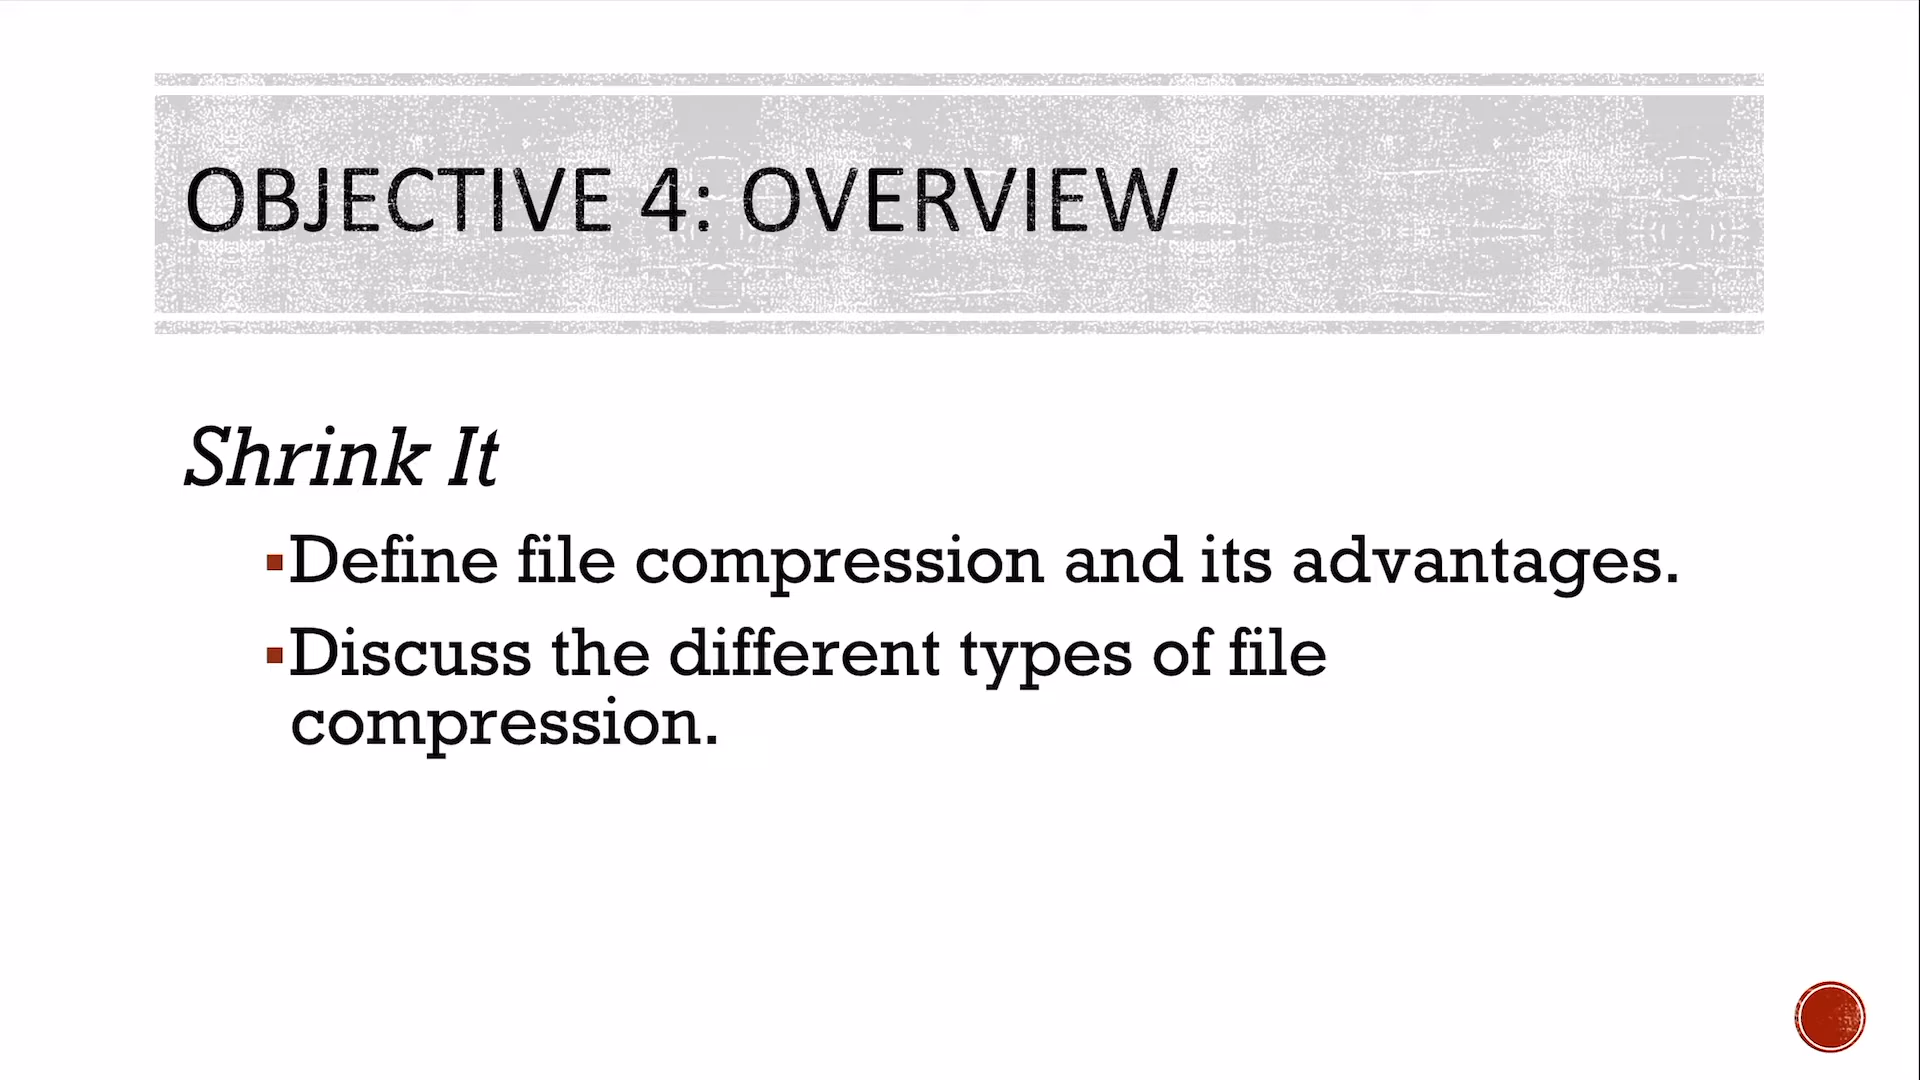 OBJECTIVE 4: OVERVIEW
Shrink It
▪Define file compression and its advantages.
▪Discuss the different types of file
compression.